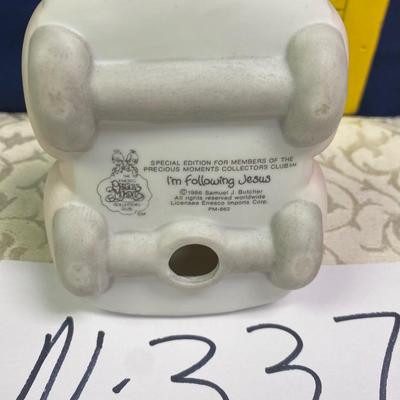 SPECIAL EDITION FOR MEMBERS OF THE
PRECIOUS MOMENTS COLLECTORS CLUB
I'm Following Jesus
©1986 Samuel J. Butcher
All rights reserved worldwide
Licensee Enesco Imports Corp.
PM-862
Precious
Moments
N-337